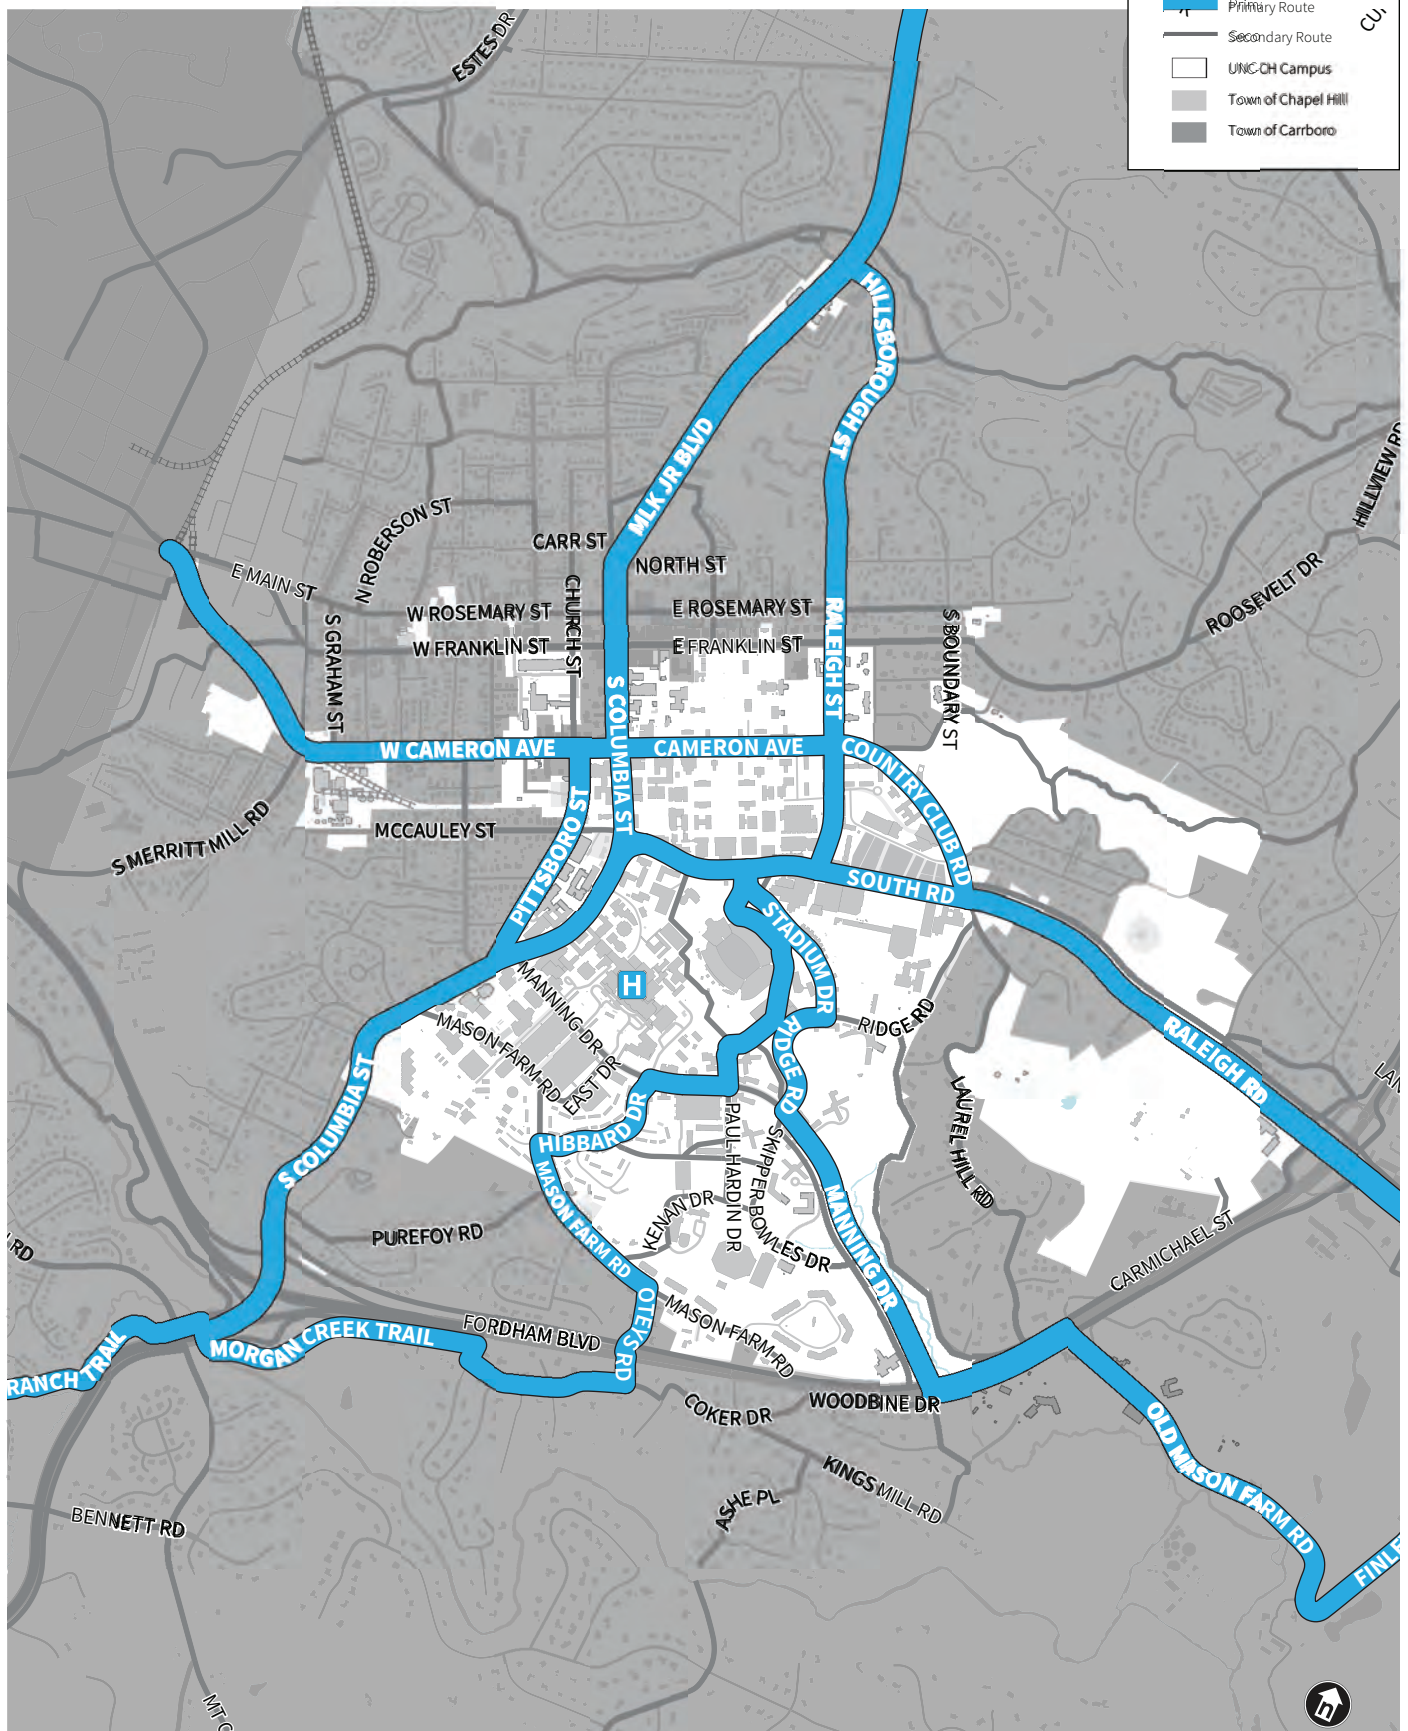 Primary Route
Secondary Route
UNC-CH Campus
Town of Chapel Hill
Town of Carrboro
ESTES DR
HILLSBOROUGH ST
MLK JR BLVD
HILLVIEW RD
N ROBERSON ST
CARR ST
NORTH ST
E MAIN ST
CHURCH ST
W ROSEMARY ST
E ROSEMARY ST
ROOSEVELT DR
W FRANKLIN ST
E FRANKLIN ST
S GRAHAM ST
RALEIGH ST
S BOUNDARY ST
S COLUMBIA ST
W CAMERON AVE
CAMERON AVE
COUNTRY CLUB RD
S MERRITT MILL RD
MCCAULEY ST
PITTSBORO ST
SOUTH RD
STADIUM DR
H
MANNING DR
MASON FARM RD
EAST DR
RIDGE RD
RIDGE RD
RALEIGH RD
LAUREL HILL RD
S COLUMBIA ST
HIBBARD DR
PAUL HARDIN DR
SKIPPER BOWLES DR
MASON FARM RD
KENAN DR
MANNING DR
PUREFOY RD
RD
CARMICHAEL ST
OTEYS RD
MASON FARM RD
FORDHAM BLVD
MORGAN CREEK TRAIL
RANCH TRAIL
WOODBINE DR
COKER DR
OLD MASON FARM RD
KINGS MILL RD
ASHE PL
BENNETT RD
FINLE
MT C
n